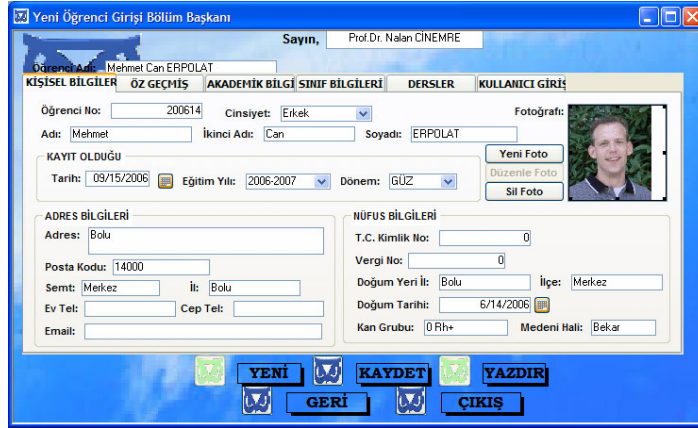 Yeni Öğrenci Girişi Bölüm Başkanı
Sayın, Prof.Dr. Nalan CİNEMRE
Öğrenci Adı: Mehmet Can ERPOLAT
KİŞİSEL BİLGİLER ÖZ GEÇMİŞ AKADEMİK BİLGİ SINIF BİLGİLERİ DERSLER KULLANICI GİRİŞ
Öğrenci No: 200614 Cinsiyet: Erkek Fotoğrafı:
Adı: Mehmet İkinci Adı: Can Soyadı: ERPOLAT
KAYIT OLDUĞU Yeni Foto
Tarih: 09/15/2006 Eğitim Yılı: 2006-2007 Dönem: GÜZ Düzenle Foto
Sil Foto
ADRES BİLGİLERİ NÜFUS BİLGİLERİ
Adres: Bolu T.C. Kimlik No: 0
Vergi No: 0
Posta Kodu: 14000
Semt: Merkez İl: Bolu Doğum Yeri İl: Bolu İlçe: Merkez
Ev Tel: Cep Tel: Doğum Tarihi: 6/14/2006
Email: Kan Grubu: 0 Rh+ Medeni Hali: Bekar
YENİ KAYDET YAZDIR
GERİ ÇIKIŞ